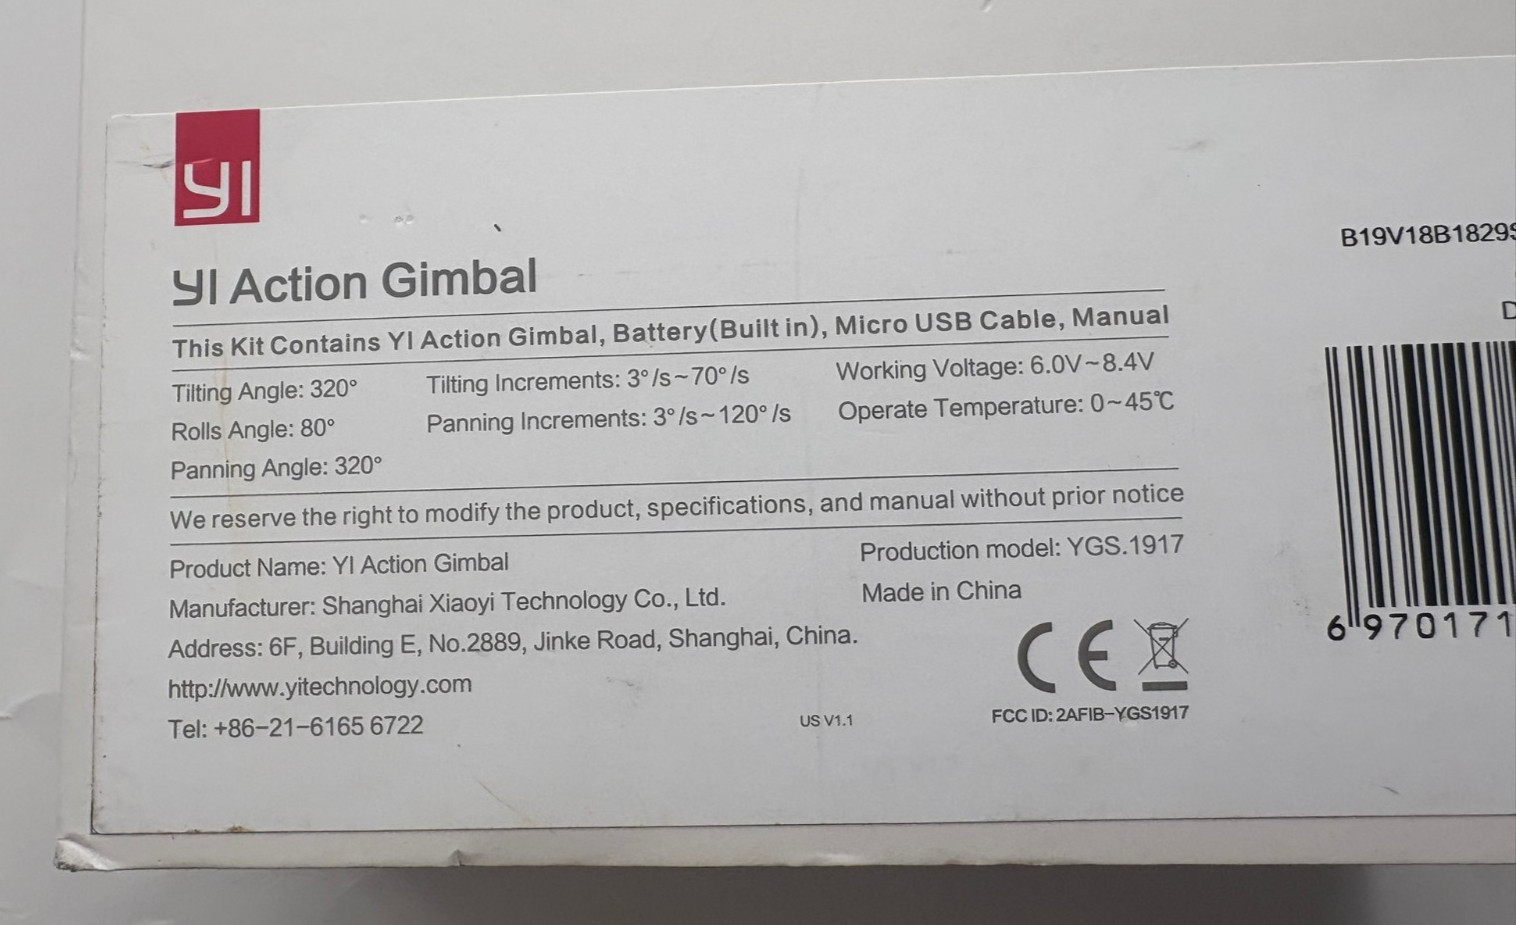 YI
YI Action Gimbal
This Kit Contains YI Action Gimbal, Battery(Built in), Micro USB Cable, Manual
Tilting Angle: 320° Tilting Increments: 3°/s~70°/s Working Voltage: 6.0V~8.4V
Rolls Angle: 80° Panning Increments: 3°/s~120°/s Operate Temperature: 0~45℃
Panning Angle: 320°
We reserve the right to modify the product, specifications, and manual without prior notice
Product Name: YI Action Gimbal Production model: YGS.1917
Manufacturer: Shanghai Xiaoyi Technology Co., Ltd. Made in China
Address: 6F, Building E, No.2889, Jinke Road, Shanghai, China.
http://www.yitechnology.com
Tel: +86-21-6165 6722 US V1.1
CE
FCC ID: 2AFIB-YGS1917
B19V18B1829
6 970171